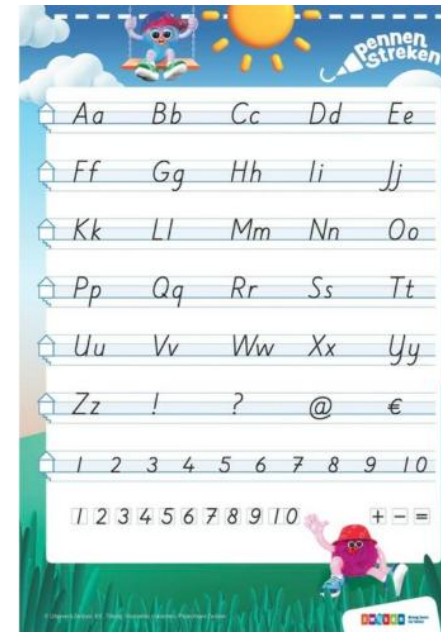 Pennen
Streken
Aa Bb Cc Dd Ee
Ff Gg Hh Ii Jj
Kk Ll Mm Nn Oo
Pp Qq Rr Ss Tt
Uu Vv Ww Xx Yy
Zz ! ? @ €
1 2 3 4 5 6 7 8 9 10
1 2 3 4 5 6 7 8 9 10 + − =
ZWIJSEN